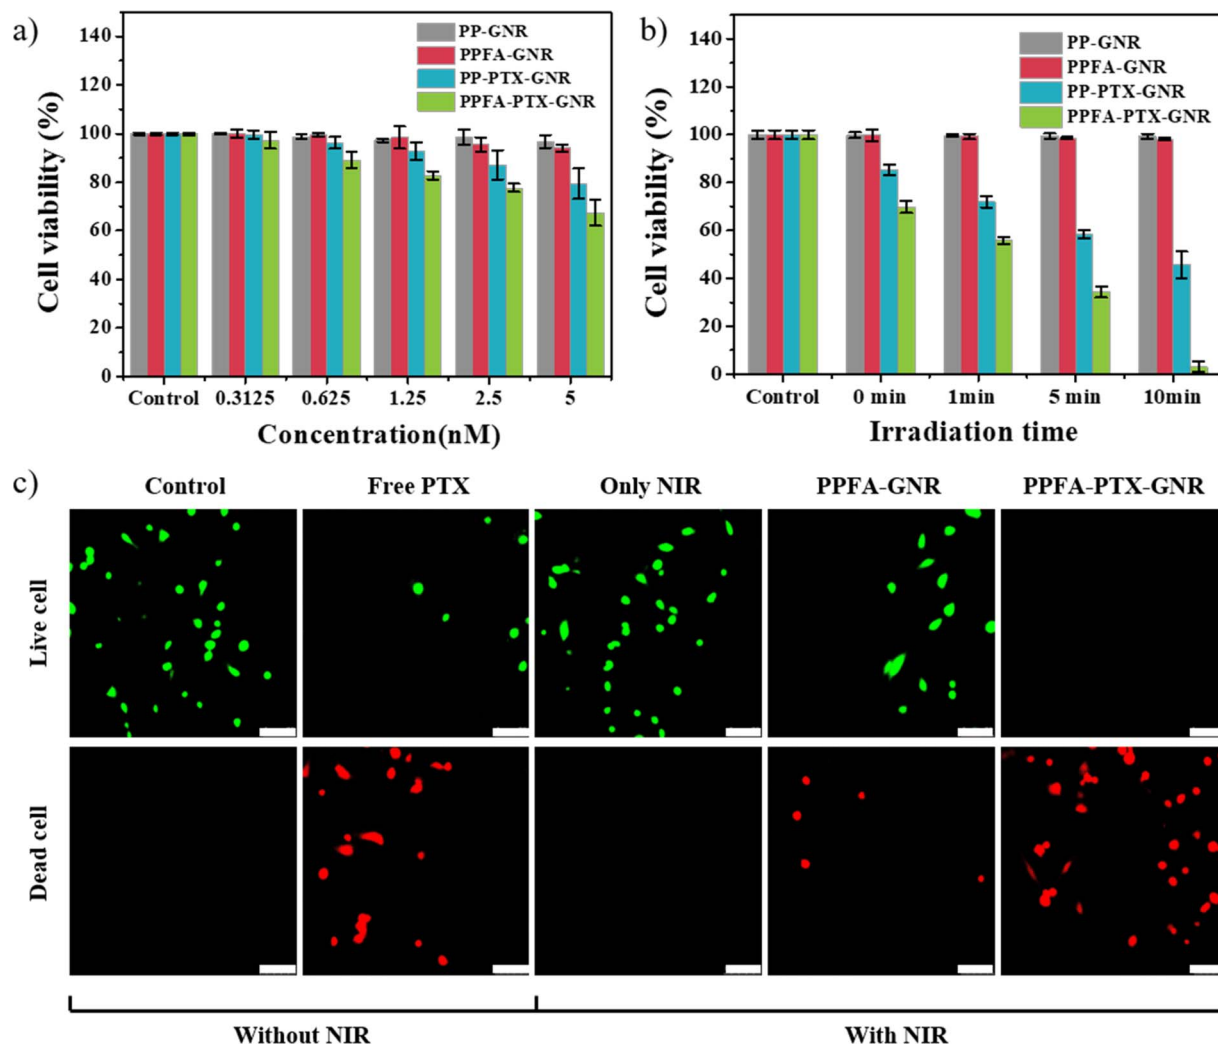 a)
140
120
100
80
60
40
20
0
Cell viability (%)
PP-GNR
PPFA-GNR
PP-PTX-GNR
PPFA-PTX-GNR
Control 0.3125 0.625 1.25 2.5 5
Concentration(nM)
b)
140
120
100
80
60
40
20
0
Cell viability (%)
PP-GNR
PPFA-GNR
PP-PTX-GNR
PPFA-PTX-GNR
Control 0 min 1min 5 min 10min
Irradiation time
c)
Control Free PTX Only NIR PPFA-GNR PPFA-PTX-GNR
Live cell
Dead cell
Without NIR With NIR